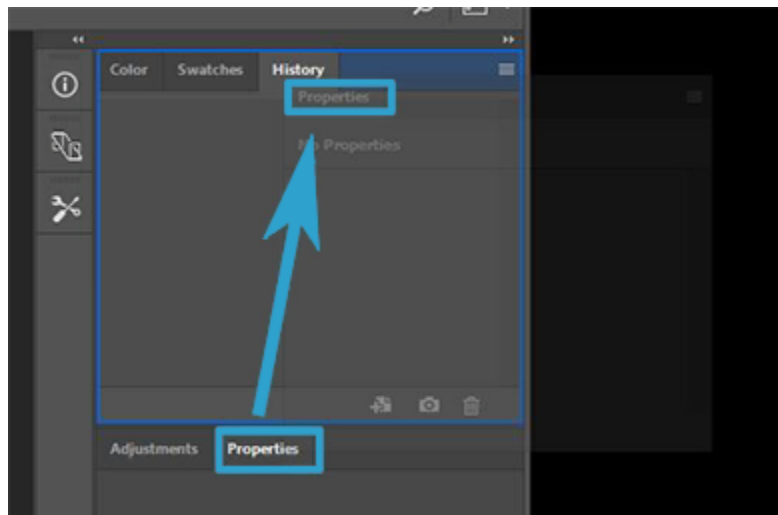 Color Swatches History
Properties
No Properties
Adjustments Properties